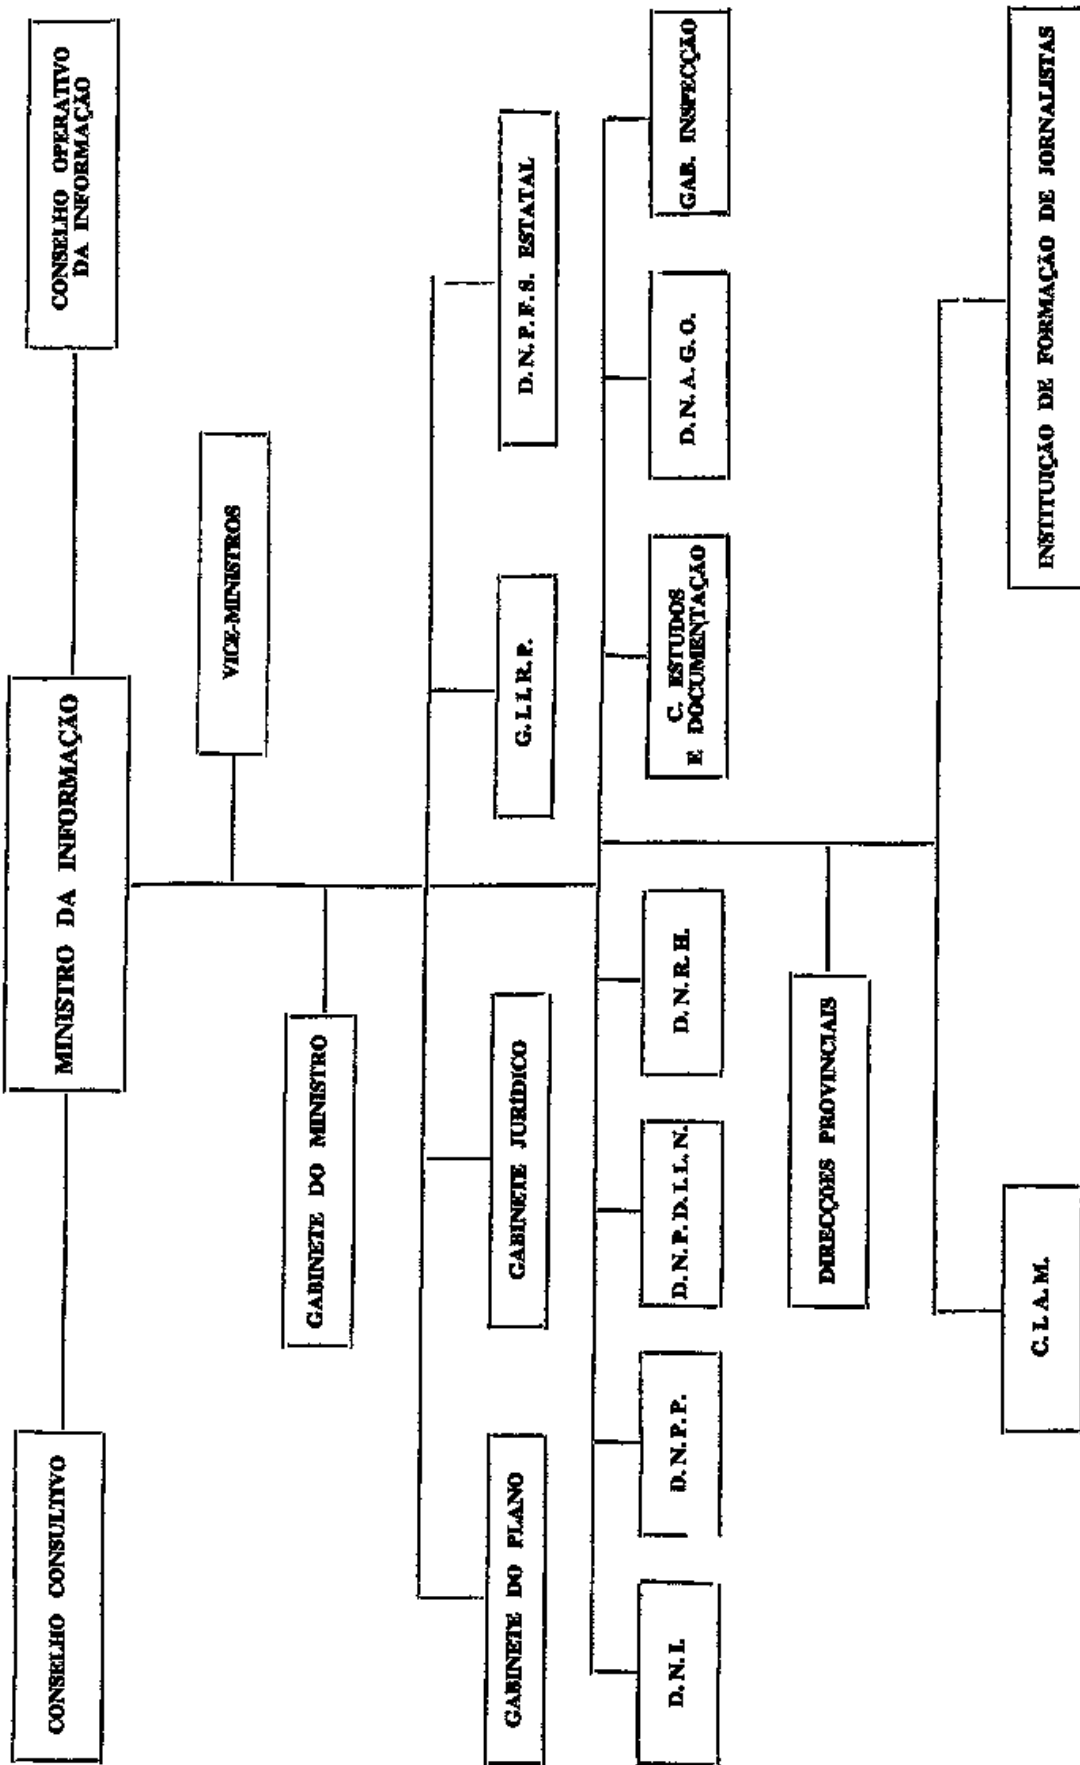 CONSELHO CONSULTIVO
MINISTRO DA INFORMAÇÃO
CONSELHO OPERATIVO
DA INFORMAÇÃO
VICE-MINISTROS
GABINETE DO MINISTRO
GABINETE DO PLANO
GABINETE JURÍDICO
G. I. I. R. P.
D. N. P. F. S. ESTATAL
D. N. I.
D. N. P. P.
D. N. P. D. I. I. N.
D. N. R. H.
C. ESTUDOS
E DOCUMENTAÇÃO
D. N. A. G. O.
GAB. INSPECÇÃO
DIRECÇÕES PROVINCIAIS
C. I. A. M.
INSTITUIÇÃO DE FORMAÇÃO DE JORNALISTAS